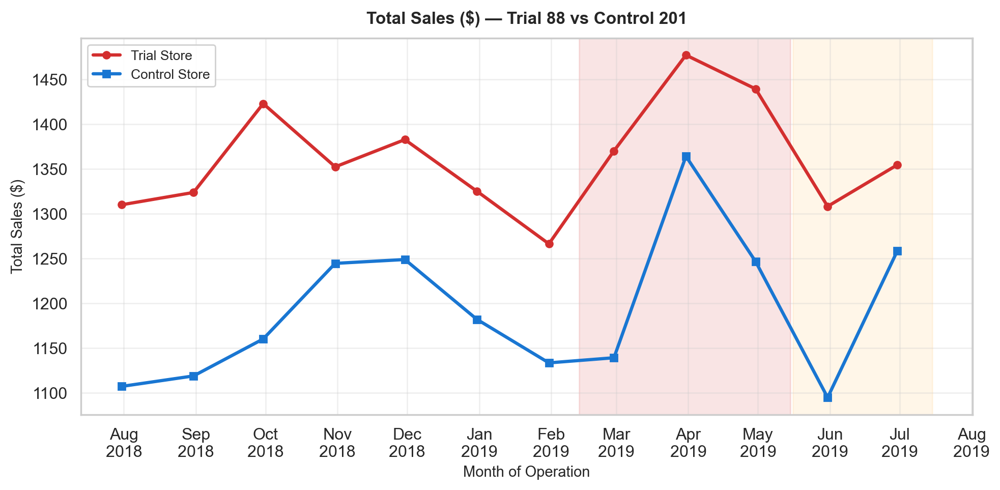 Total Sales ($) — Trial 88 vs Control 201
Trial Store
Control Store
Total Sales ($)
1450
1400
1350
1300
1250
1200
1150
1100
Aug Sep Oct Nov Dec Jan Feb Mar Apr May Jun Jul Aug
2018 2018 2018 2018 2018 2019 2019 2019 2019 2019 2019 2019 2019
Month of Operation